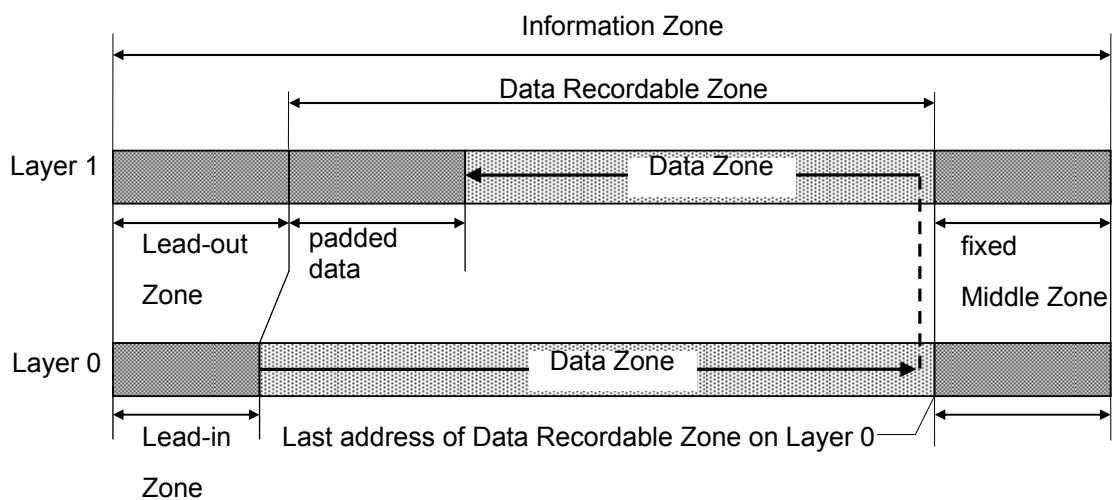 Information Zone
Data Recordable Zone
Layer 1
Data Zone
Lead-out
Zone
padded
data
fixed
Middle Zone
Layer 0
Data Zone
Lead-in
Zone
Last address of Data Recordable Zone on Layer 0